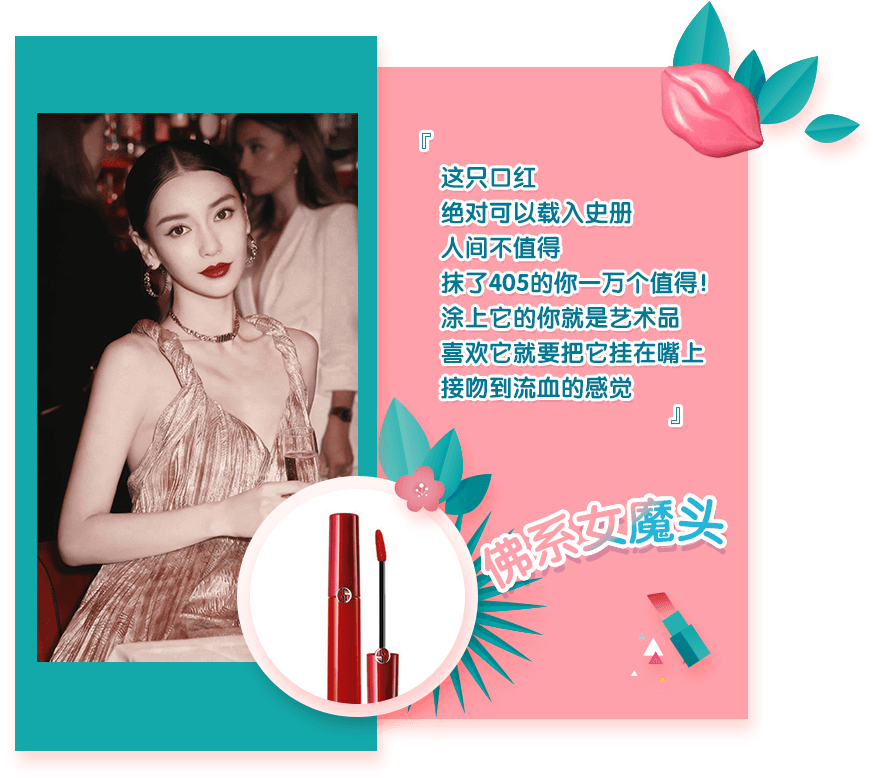 『
这只口红
绝对可以载入史册
人间不值得
抹了405的你一万个值得!
涂上它的你就是艺术品
喜欢它就要把它挂在嘴上
接吻到流血的感觉
』
佛系女魔头